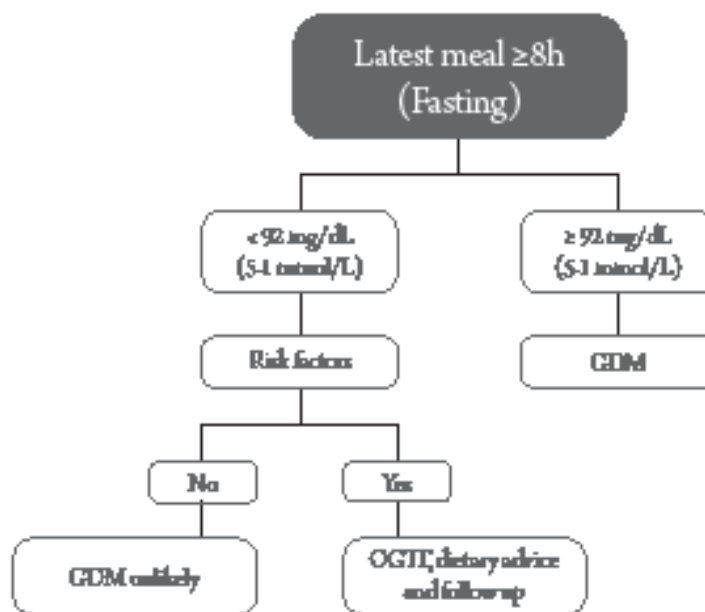 Latest meal ≥8h
(Fasting)
< 92 mg/dL
(5-1 mmol/L)
≥ 92 mg/dL
(5-1 mmol/L)
Risk factors
GDM
No
Yes
GDM unlikely
OGTT, dietary advice
and follow up